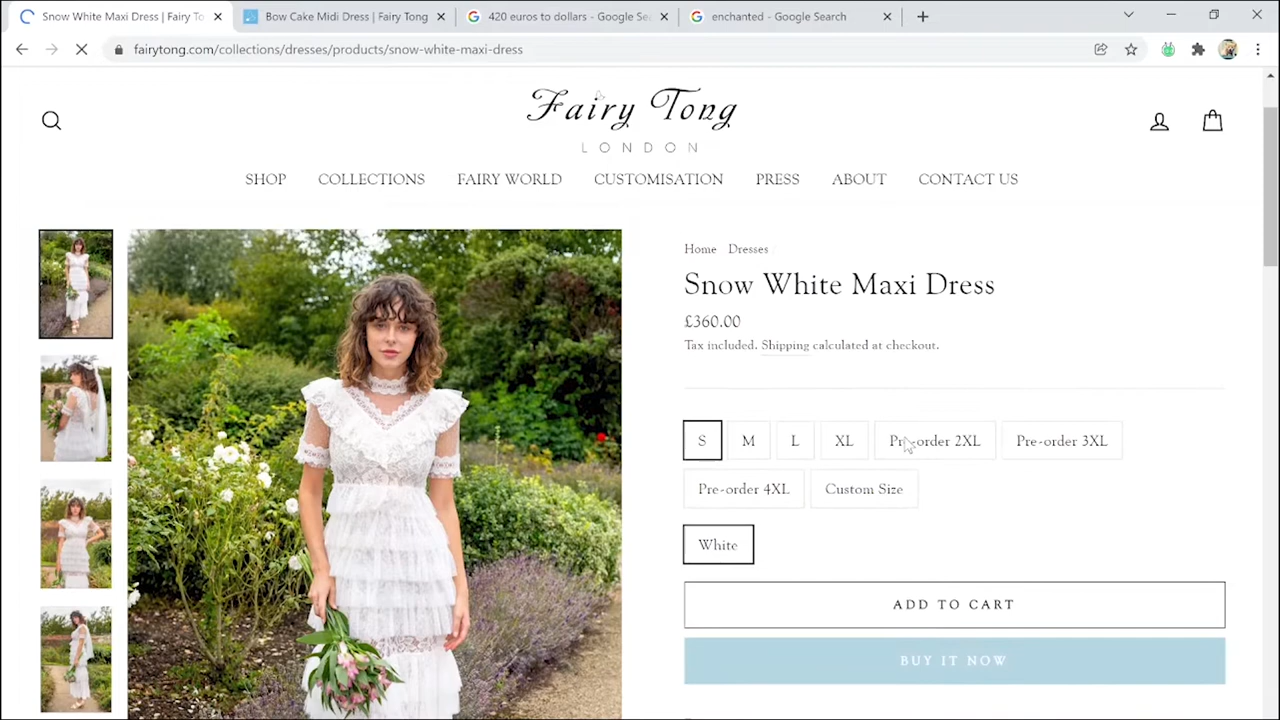 Snow White Maxi Dress | Fairy To
Bow Cake Midi Dress | Fairy Tong
420 euros to dollars - Google Se
enchanted - Google Search
fairytong.com/collections/dresses/products/snow-white-maxi-dress
Fairy Tong
LONDON
SHOP COLLECTIONS FAIRY WORLD CUSTOMISATION PRESS ABOUT CONTACT US
Home Dresses
Snow White Maxi Dress
£360.00
Tax included. Shipping calculated at checkout.
S M L XL Pre-order 2XL Pre-order 3XL
Pre-order 4XL Custom Size
White
ADD TO CART
BUY IT NOW